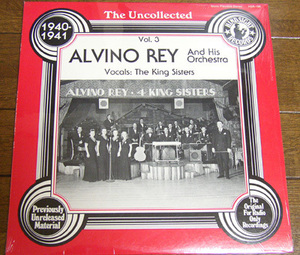 The Uncollected
1940-
1941
Vol. 3
ALVINO REY And His
Orchestra
Vocals: The King Sisters
ALVINO REY · 4 KING SISTERS
Previously
Unreleased
Material
The
Original
For Radio
Only
Recordings